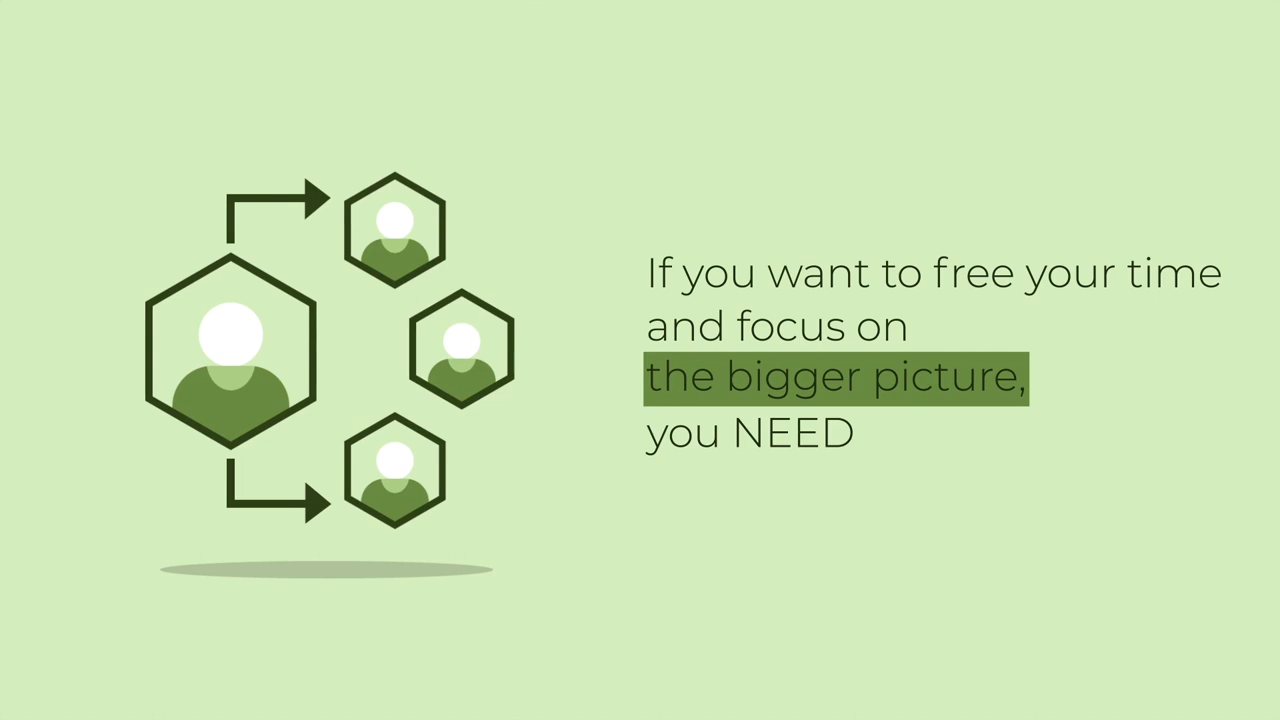 If you want to free your time
and focus on
the bigger picture,
you NEED